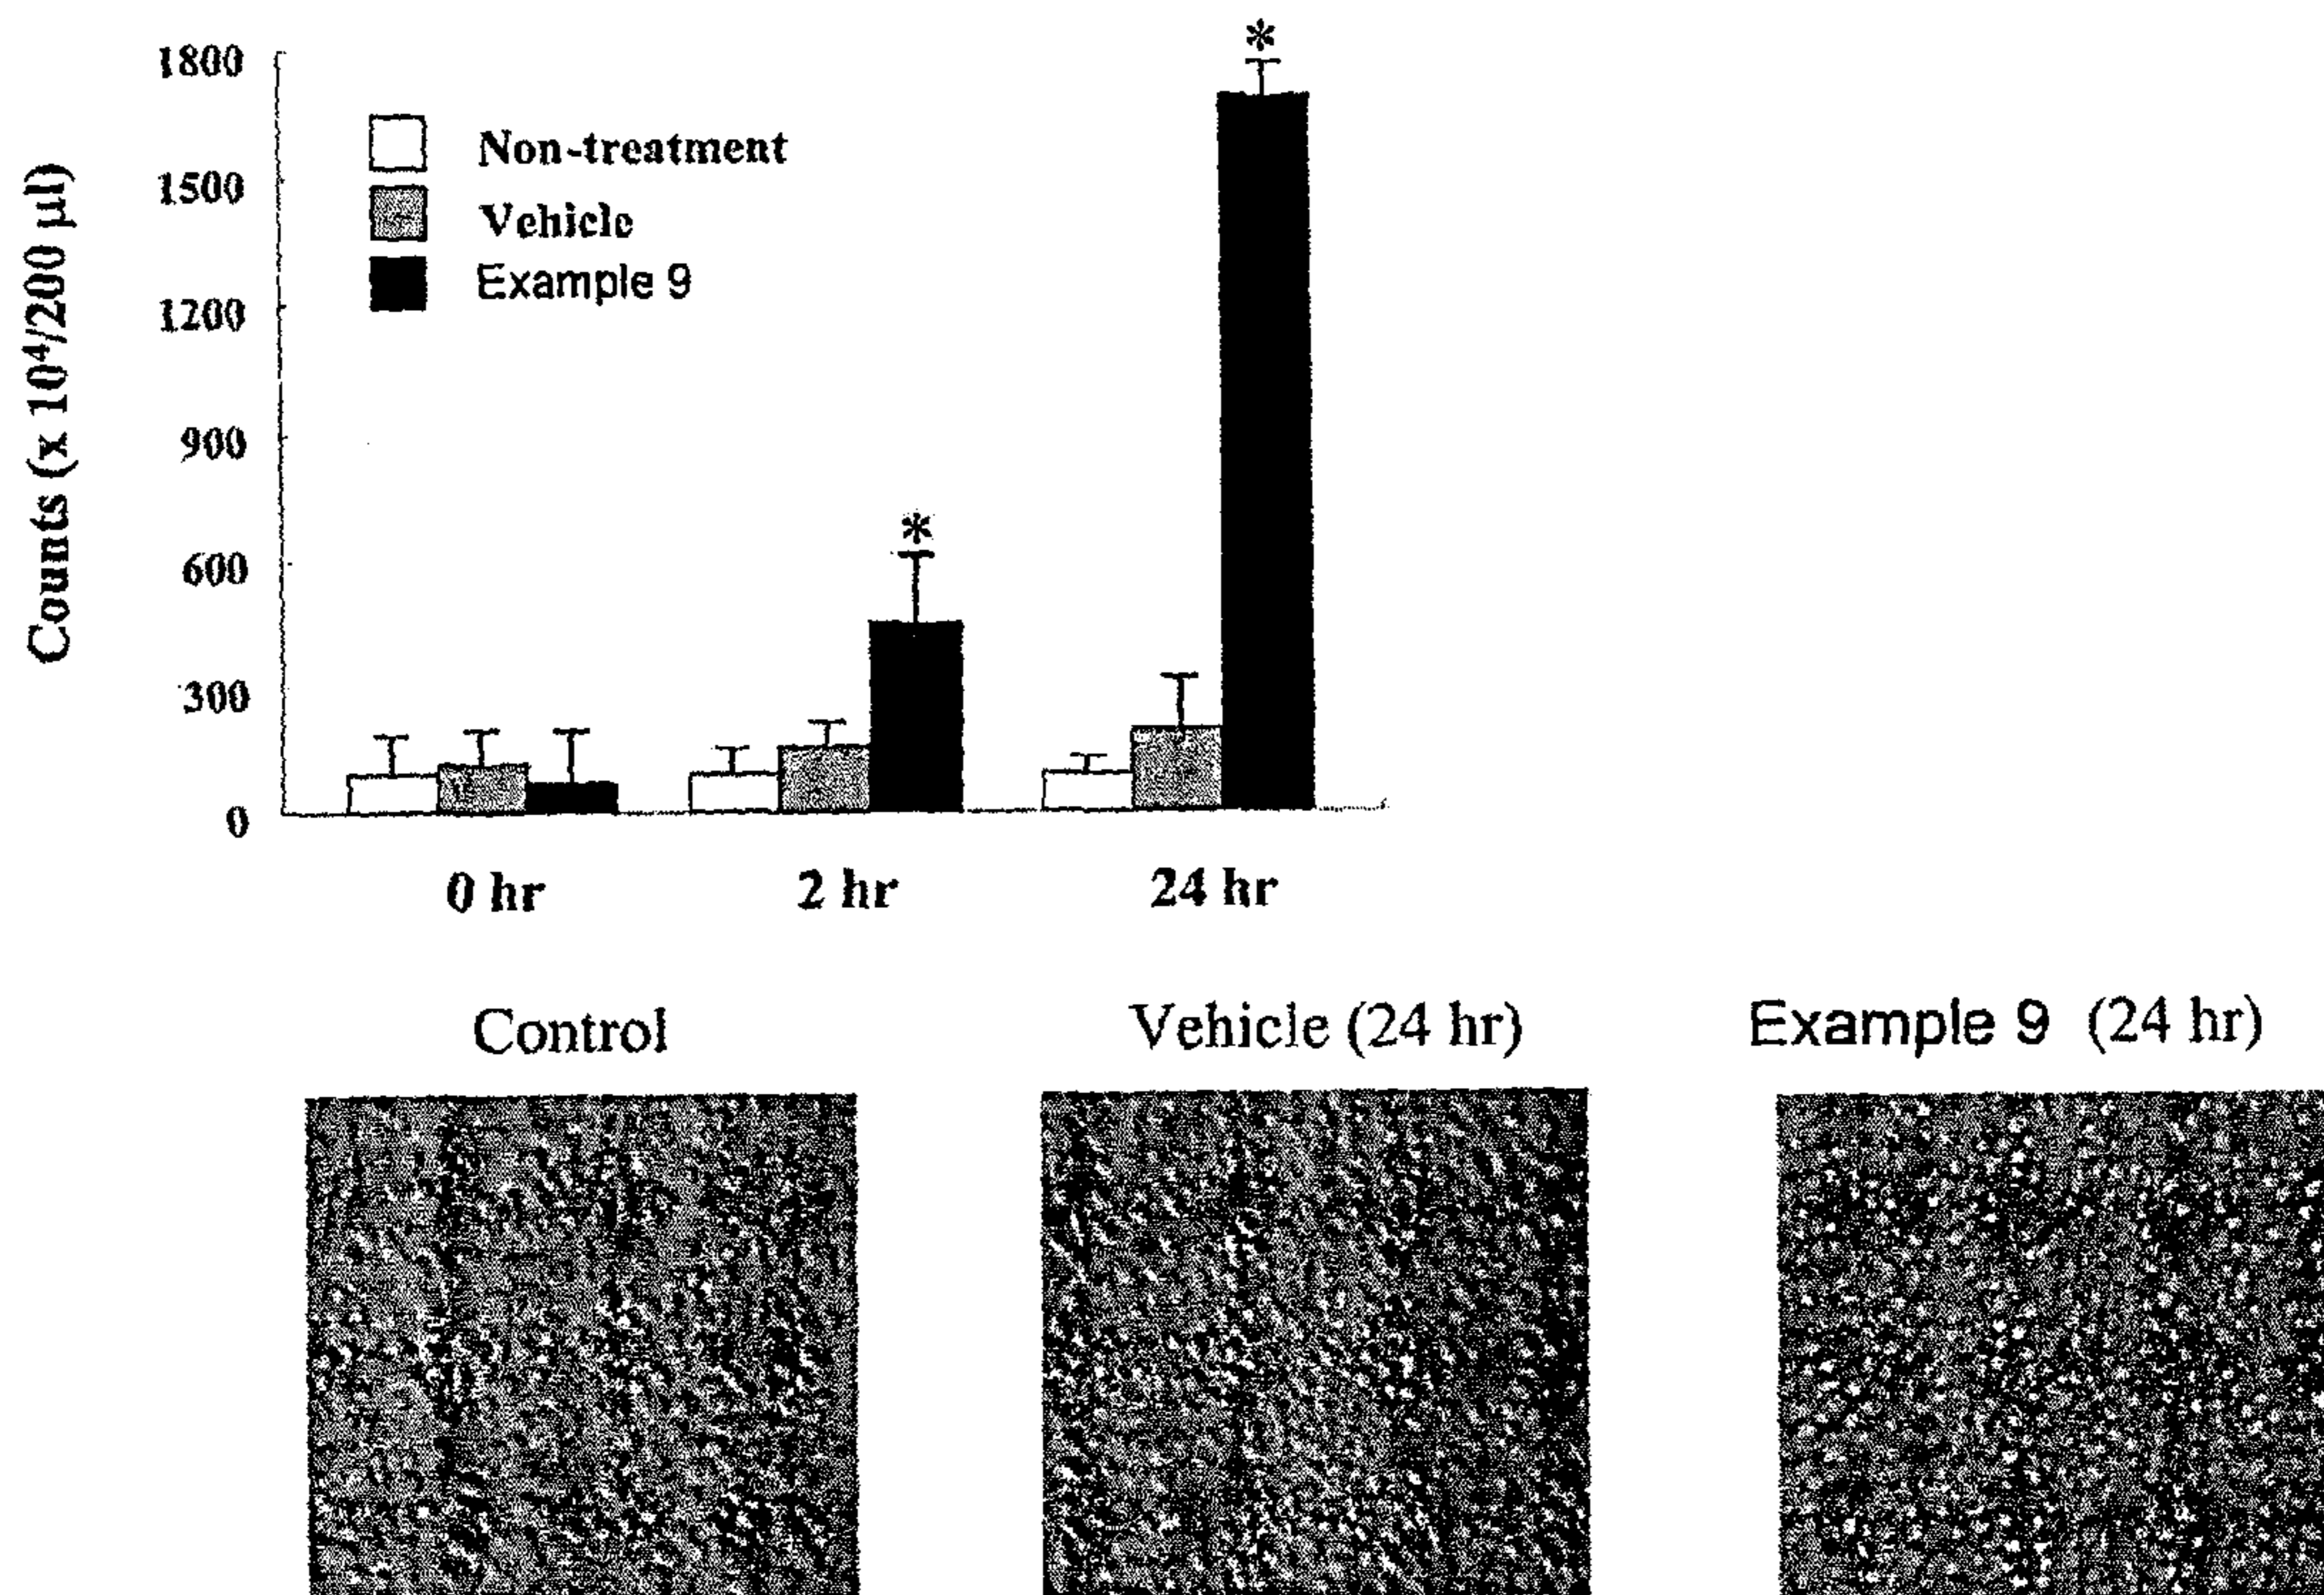 Counts (x 10⁴/200 µl)
1800
1500
1200
900
600
300
0
Non-treatment
Vehicle
Example 9
*
*
0 hr
2 hr
24 hr
Control
Vehicle (24 hr)
Example 9 (24 hr)